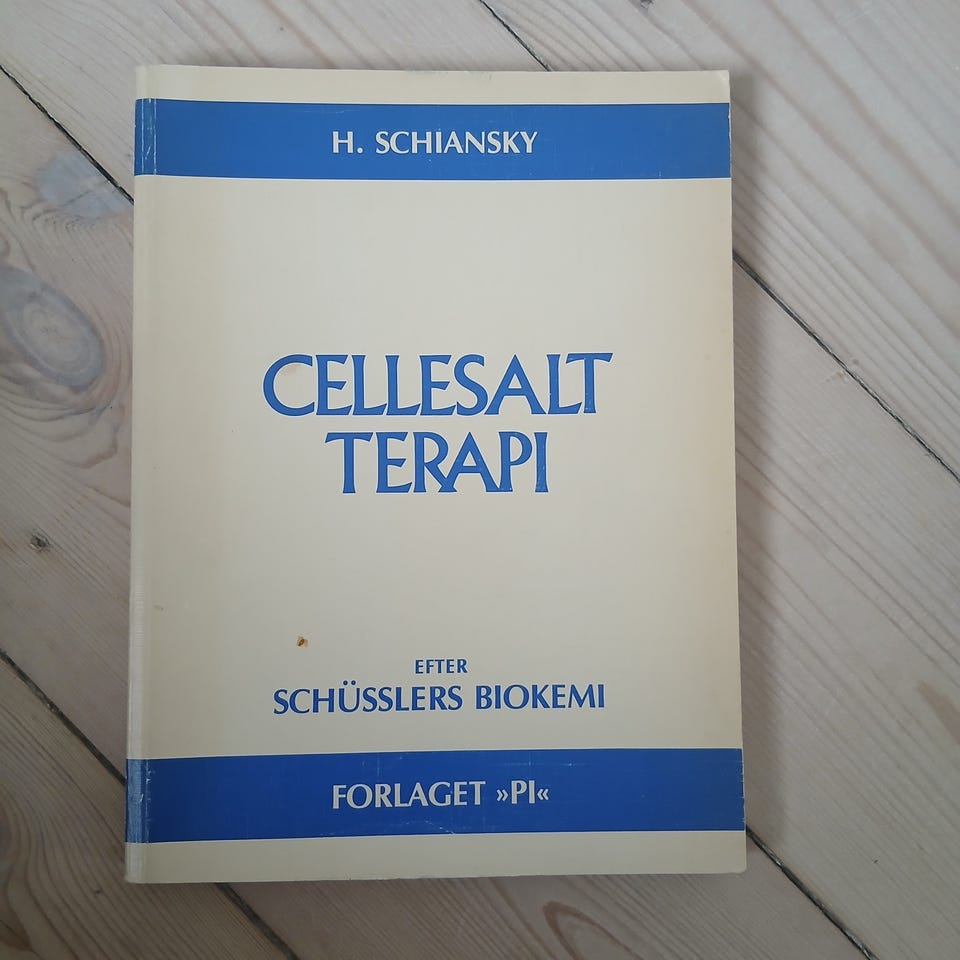 H. SCHIANSKY
CELLESALT
TERAPI
EFTER
SCHÜSSLERS BIOKEMI
FORLAGET »PI«